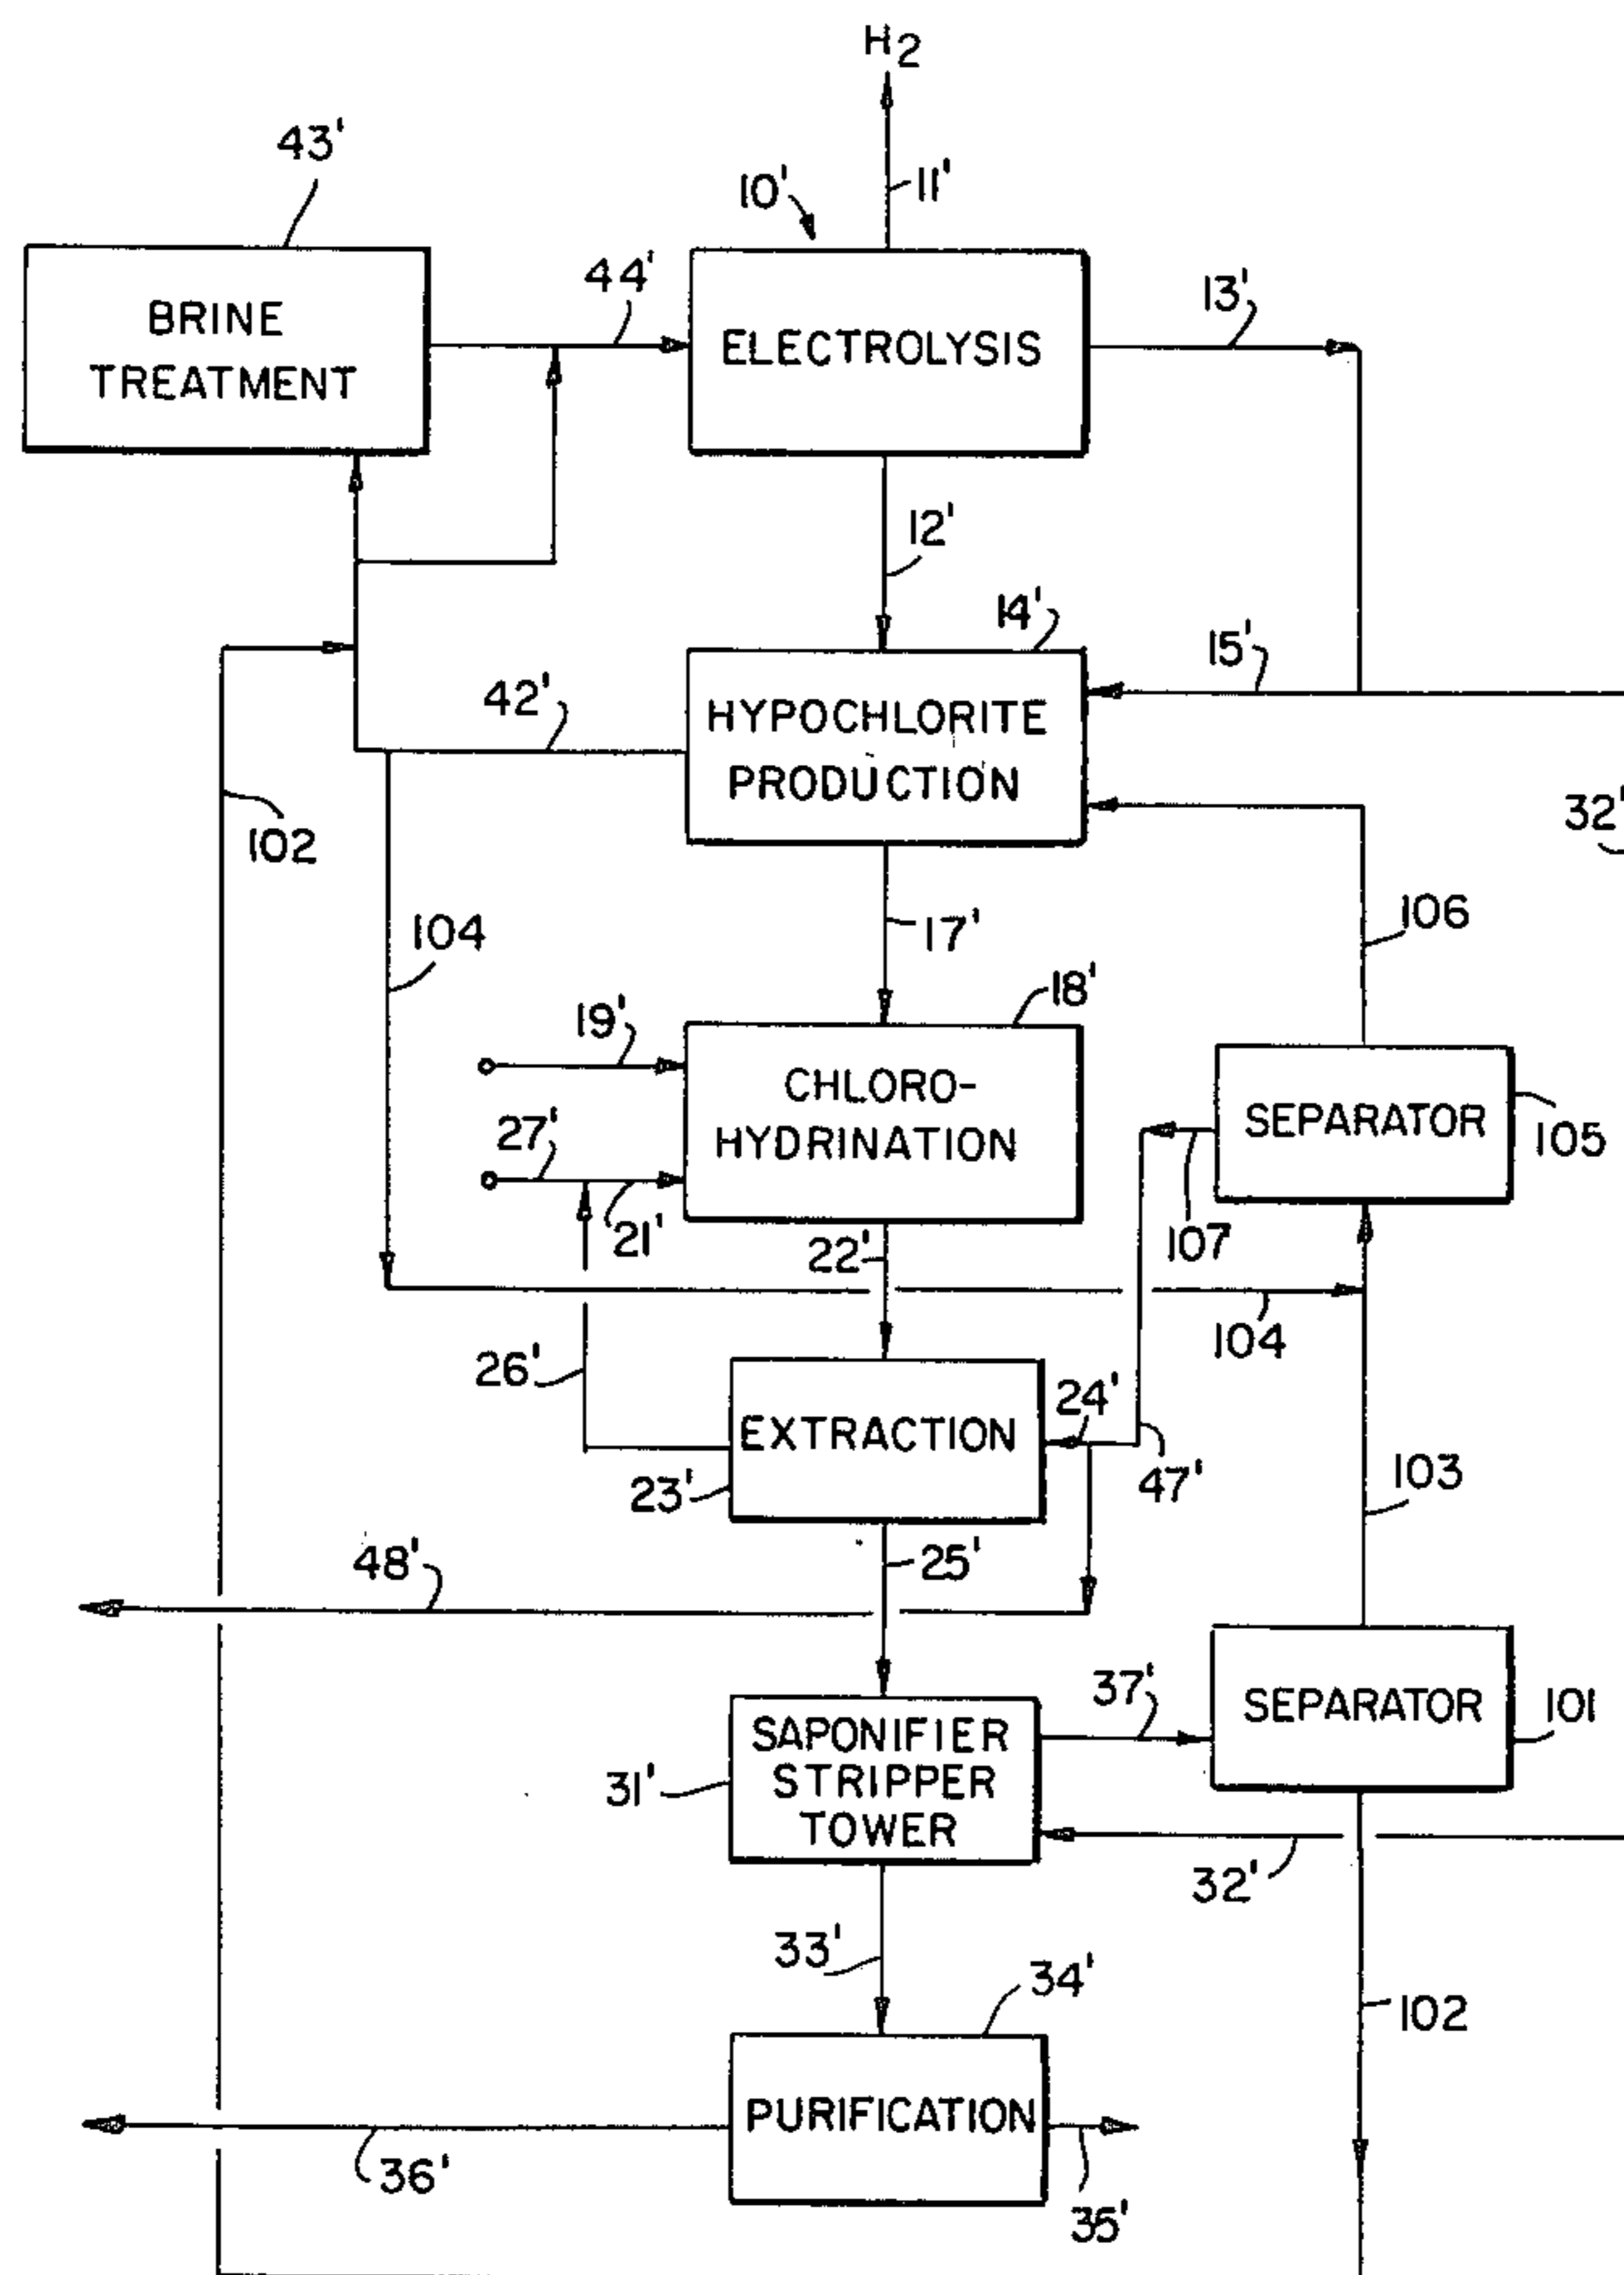 H2
43'
10'
11'
44'
13'
BRINE
TREATMENT
ELECTROLYSIS
12'
14'
15'
42'
HYPOCHLORITE
PRODUCTION
32'
102
104
17'
106
18'
19'
CHLORO-
HYDRINATION
27'
21'
SEPARATOR
105
22'
107
104
26'
24'
EXTRACTION
23'
47'
103
48'
25'
37'
SEPARATOR
101
SAPONIFIER
STRIPPER
TOWER
31'
32'
33'
34'
102
PURIFICATION
36'
35'